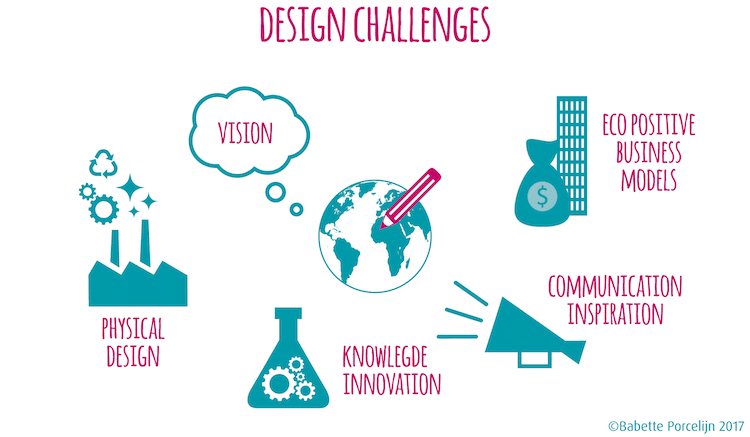 DESIGN CHALLENGES
VISION
ECO POSITIVE
BUSINESS
MODELS
$
PHYSICAL
DESIGN
COMMUNICATION
INSPIRATION
KNOWLEGDE
INNOVATION
©Babette Porcelijn 2017